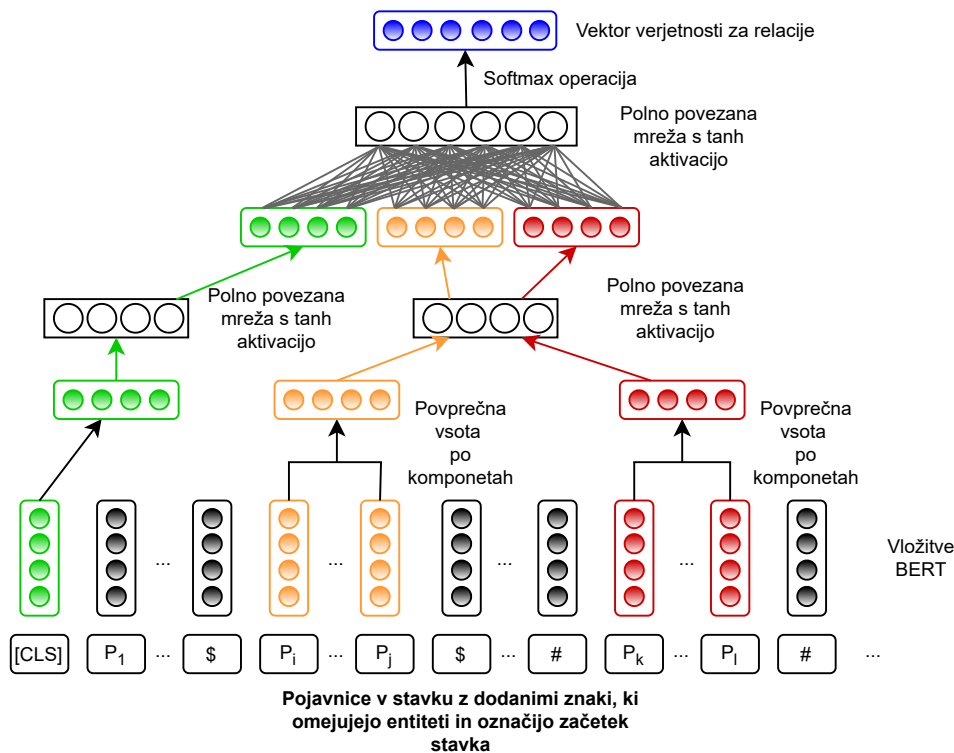 Vektor verjetnosti za relacije
Softmax operacija
Polno povezana
mreža s tanh
aktivacijo
Polno povezana
mreža s tanh
aktivacijo
Polno povezana
mreža s tanh
aktivacijo
Povprečna
vsota
po
komponetah
Povprečna
vsota
po
komponetah
... ... ... ... ...
Vložitve
BERT
[CLS] P1 ... $ Pi ... Pj $ ... # Pk ... Pl # ...
Pojavnice v stavku z dodanimi znaki, ki
omejujejo entiteti in označijo začetek
stavka